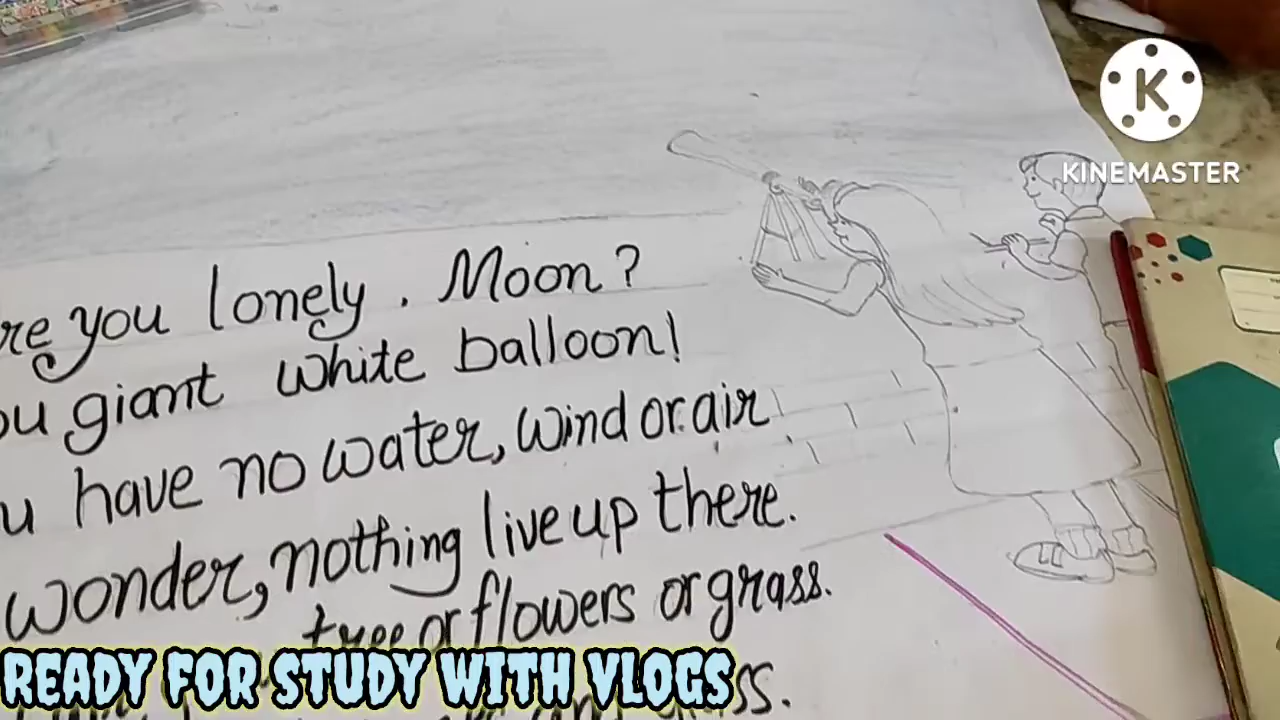 KINEMASTER
re you lonely . Moon?
ou giant white balloon!
u have no water, wind or air
wonder, nothing live up there.
tree or flowers or grass.
READY FOR STUDY WITH VLOGS